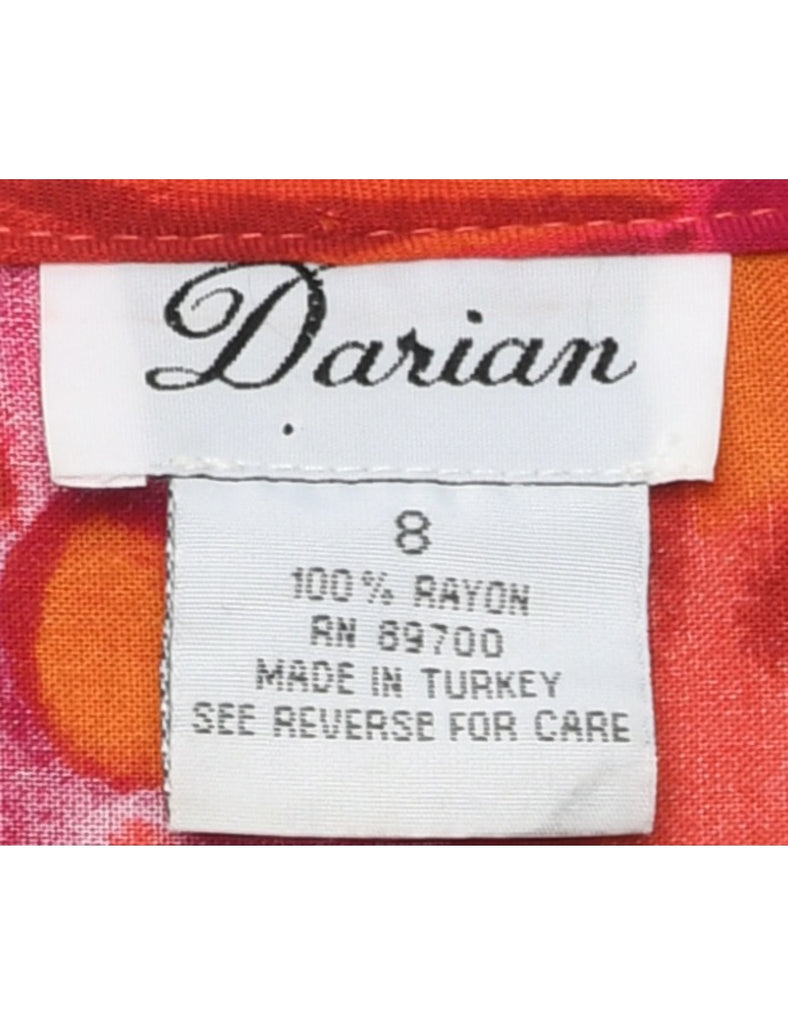 Darian
8
100% RAYON
RN 89700
MADE IN TURKEY
SEE REVERSE FOR CARE